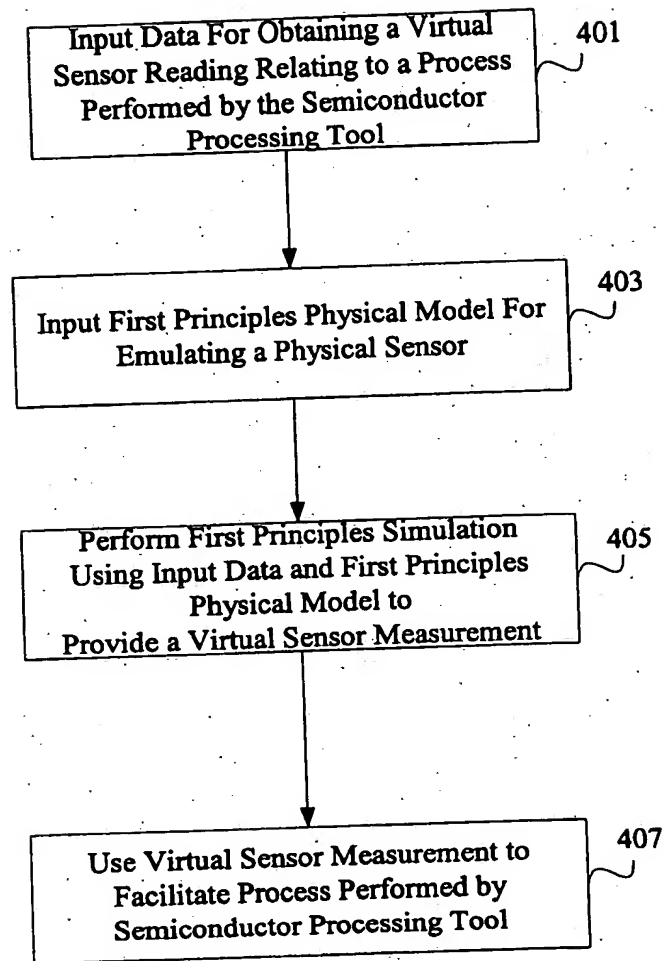 Input Data For Obtaining a Virtual
Sensor Reading Relating to a Process
Performed by the Semiconductor
Processing Tool
401
Input First Principles Physical Model For
Emulating a Physical Sensor
403
Perform First Principles Simulation
Using Input Data and First Principles
Physical Model to
Provide a Virtual Sensor Measurement
405
Use Virtual Sensor Measurement to
Facilitate Process Performed by
Semiconductor Processing Tool
407